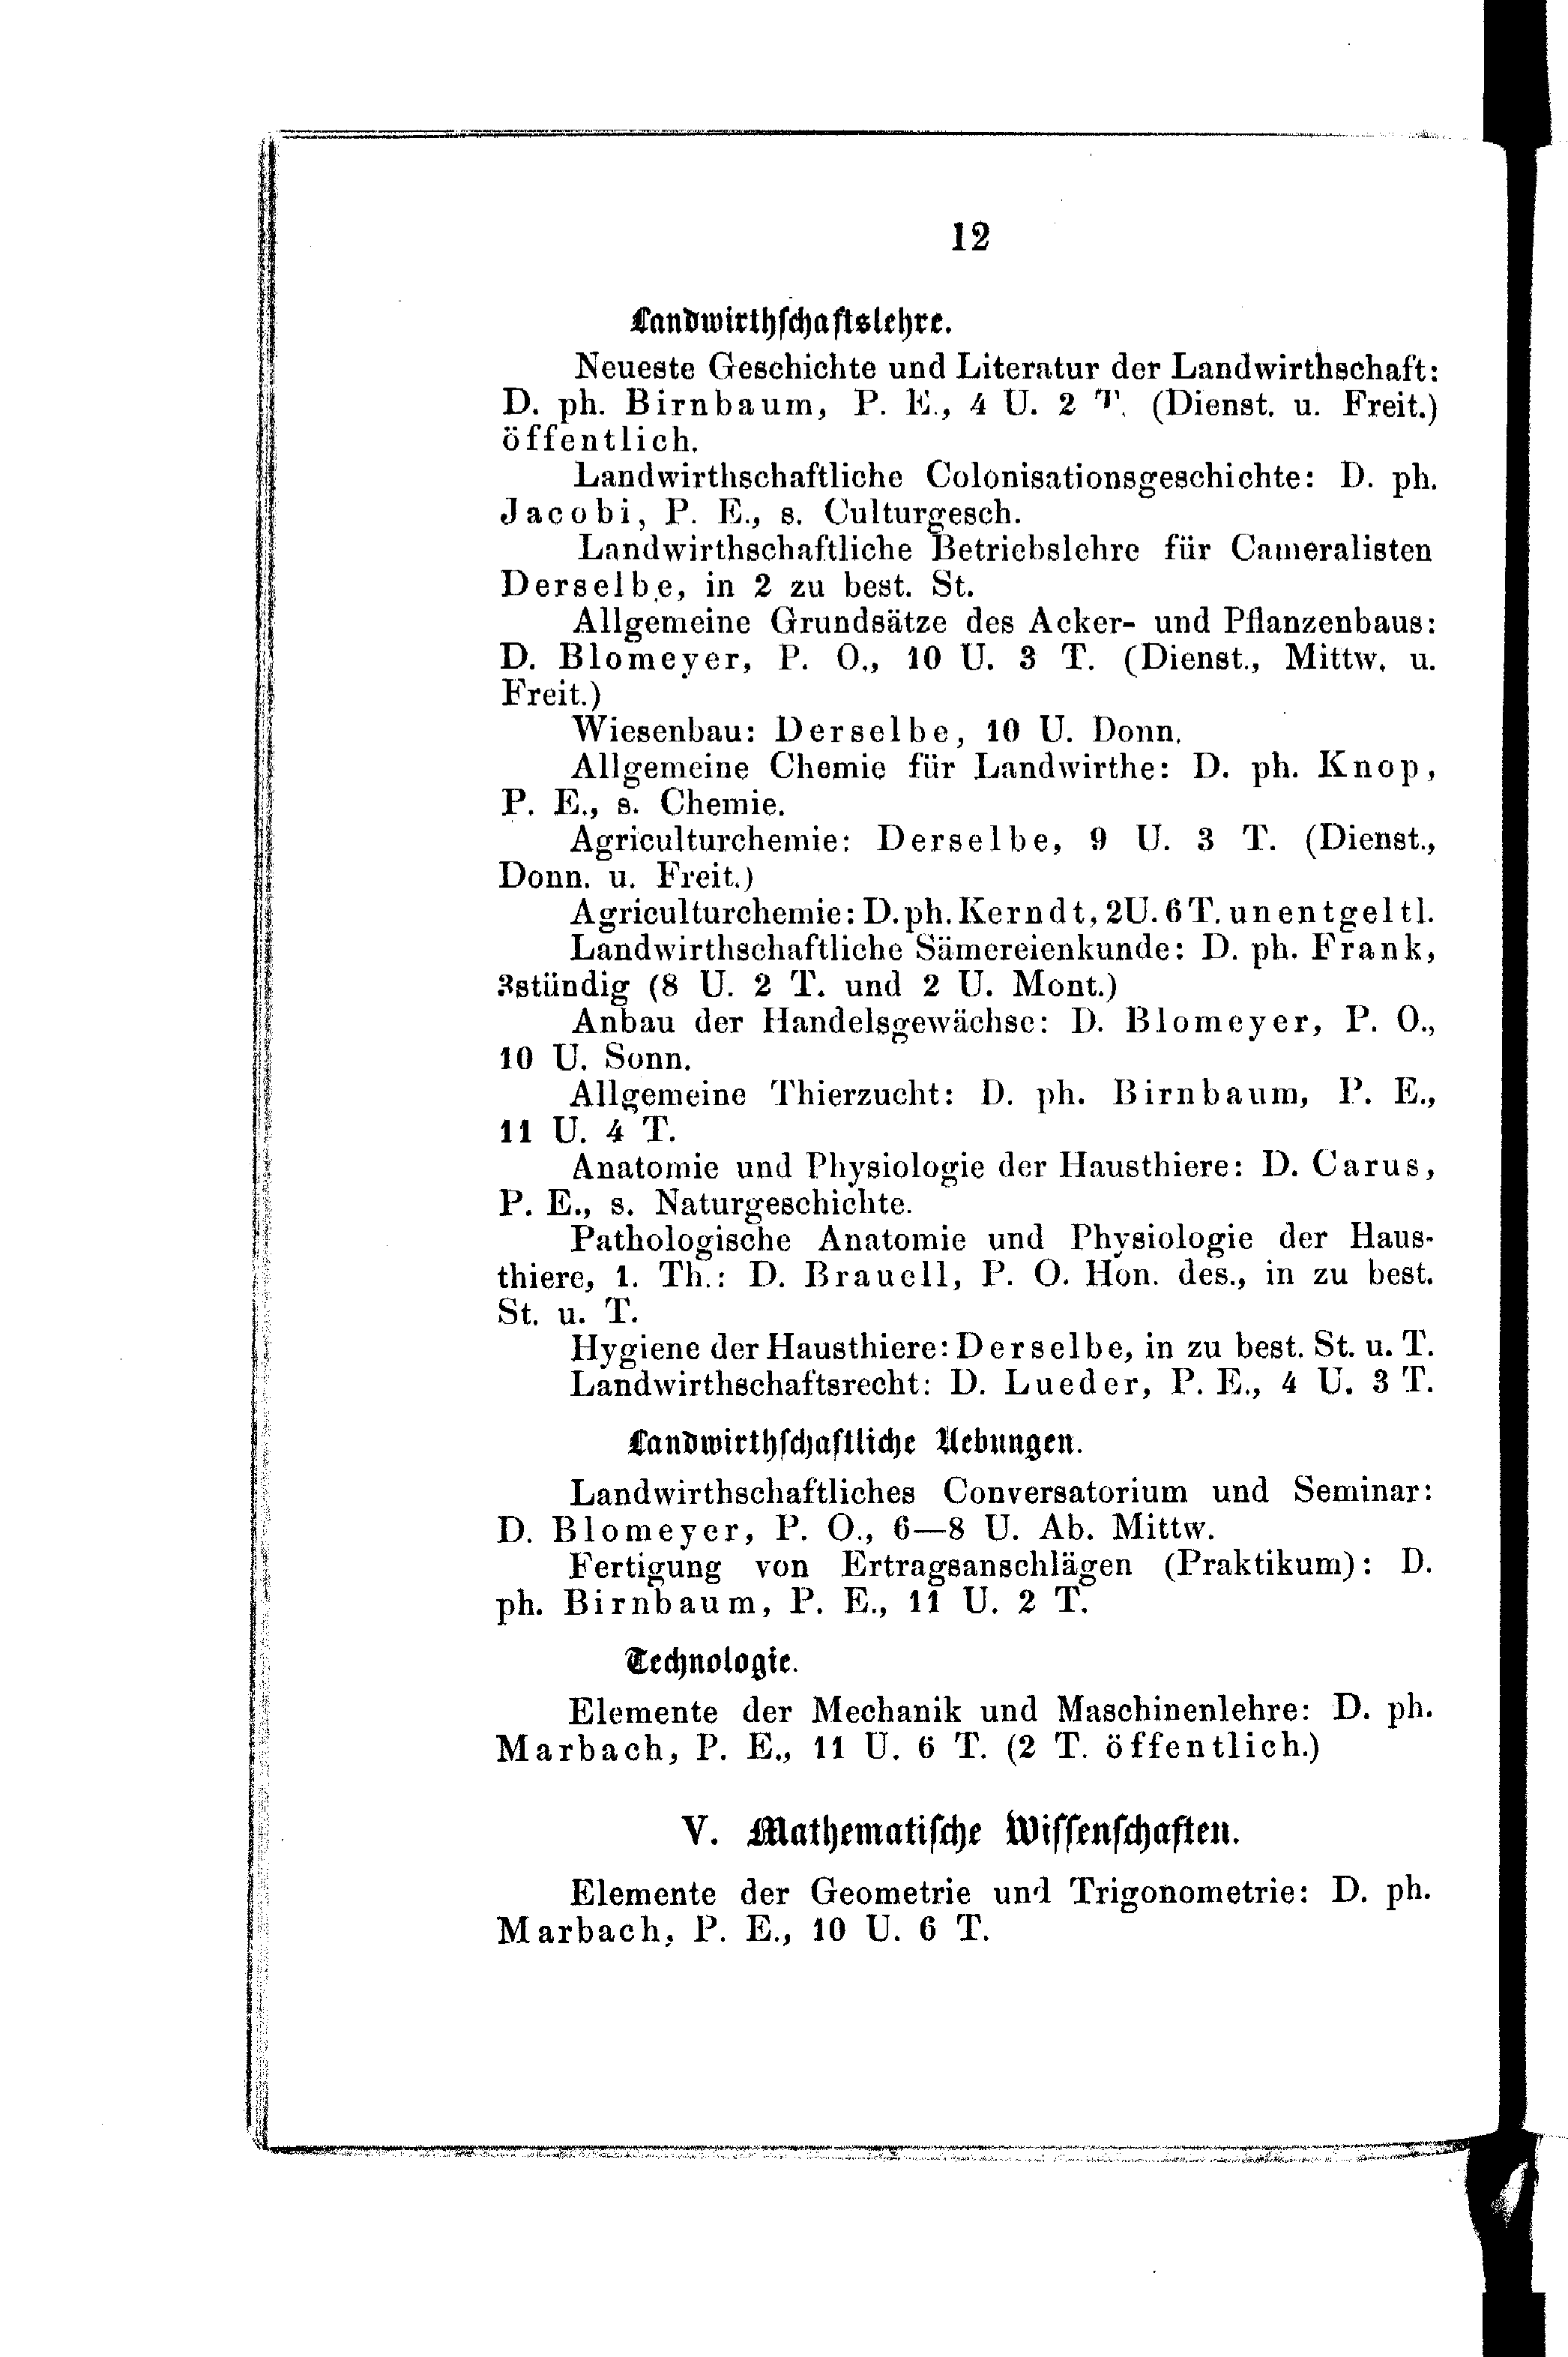 12
Landwirthschaftslehre.
Neueste Geschichte und Literatur der Landwirthschaft:
D. ph. Birnbaum, P. E., 4 U. 2 T. (Dienst. u. Freit.)
öffentlich.
Landwirthschaftliche Colonisationsgeschichte: D. ph.
Jacobi, P. E., s. Culturgesch.
Landwirthschaftliche Betriebslehre für Cameralisten
Derselbe, in 2 zu best. St.
Allgemeine Grundsätze des Acker- und Pflanzenbaus:
D. Blomeyer, P. O., 10 U. 3 T. (Dienst., Mittw. u.
Freit.)
Wiesenbau: Derselbe, 10 U. Donn.
Allgemeine Chemie für Landwirthe: D. ph. Knop,
P. E., s. Chemie.
Agriculturchemie: Derselbe, 9 U. 3 T. (Dienst.,
Donn. u. Freit.)
Agriculturchemie: D. ph. Kerndt, 2 U. 6 T. unentgeltl.
Landwirthschaftliche Sämereienkunde: D. ph. Frank,
3stündig (8 U. 2 T. und 2 U. Mont.)
Anbau der Handelsgewächse: D. Blomeyer, P. O.,
10 U. Sonn.
Allgemeine Thierzucht: D. ph. Birnbaum, P. E.,
11 U. 4 T.
Anatomie und Physiologie der Hausthiere: D. Carus,
P. E., s. Naturgeschichte.
Pathologische Anatomie und Physiologie der Haus-
thiere, 1. Th.: D. Brauell, P. O. Hon. des., in zu best.
St. u. T.
Hygiene der Hausthiere: Derselbe, in zu best. St. u. T.
Landwirthschaftsrecht: D. Lueder, P. E., 4 U. 3 T.
Landwirthschaftliche Uebungen.
Landwirthschaftliches Conversatorium und Seminar:
D. Blomeyer, P. O., 6—8 U. Ab. Mittw.
Fertigung von Ertragsanschlägen (Praktikum): D.
ph. Birnbaum, P. E., 11 U. 2 T.
Technologie.
Elemente der Mechanik und Maschinenlehre: D. ph.
Marbach, P. E., 11 U. 6 T. (2 T. öffentlich.)
V. Mathematische Wissenschaften.
Elemente der Geometrie und Trigonometrie: D. ph.
Marbach, P. E., 10 U. 6 T.